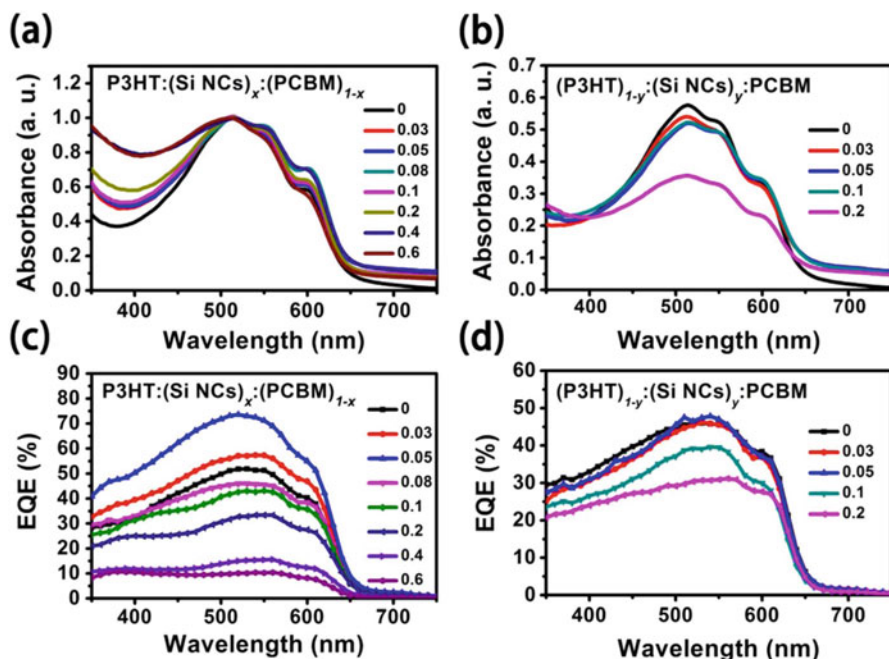 (a)
P3HT:(Si NCs)x:(PCBM)1-x
Absorbance (a. u.)
1.2
1.0
0.8
0.6
0.4
0.2
0.0
0
0.03
0.05
0.08
0.1
0.2
0.4
0.6
400 500 600 700
Wavelength (nm)
(b)
(P3HT)1-y:(Si NCs)y:PCBM
Absorbance (a. u.)
0.7
0.6
0.5
0.4
0.3
0.2
0.1
0.0
0
0.03
0.05
0.1
0.2
400 500 600 700
Wavelength (nm)
(c)
P3HT:(Si NCs)x:(PCBM)1-x
EQE (%)
90
80
70
60
50
40
30
20
10
0
0
0.03
0.05
0.08
0.1
0.2
0.4
0.6
400 500 600 700
Wavelength (nm)
(d)
(P3HT)1-y:(Si NCs)y:PCBM
EQE (%)
60
50
40
30
20
10
0
0
0.03
0.05
0.1
0.2
400 500 600 700
Wavelength (nm)